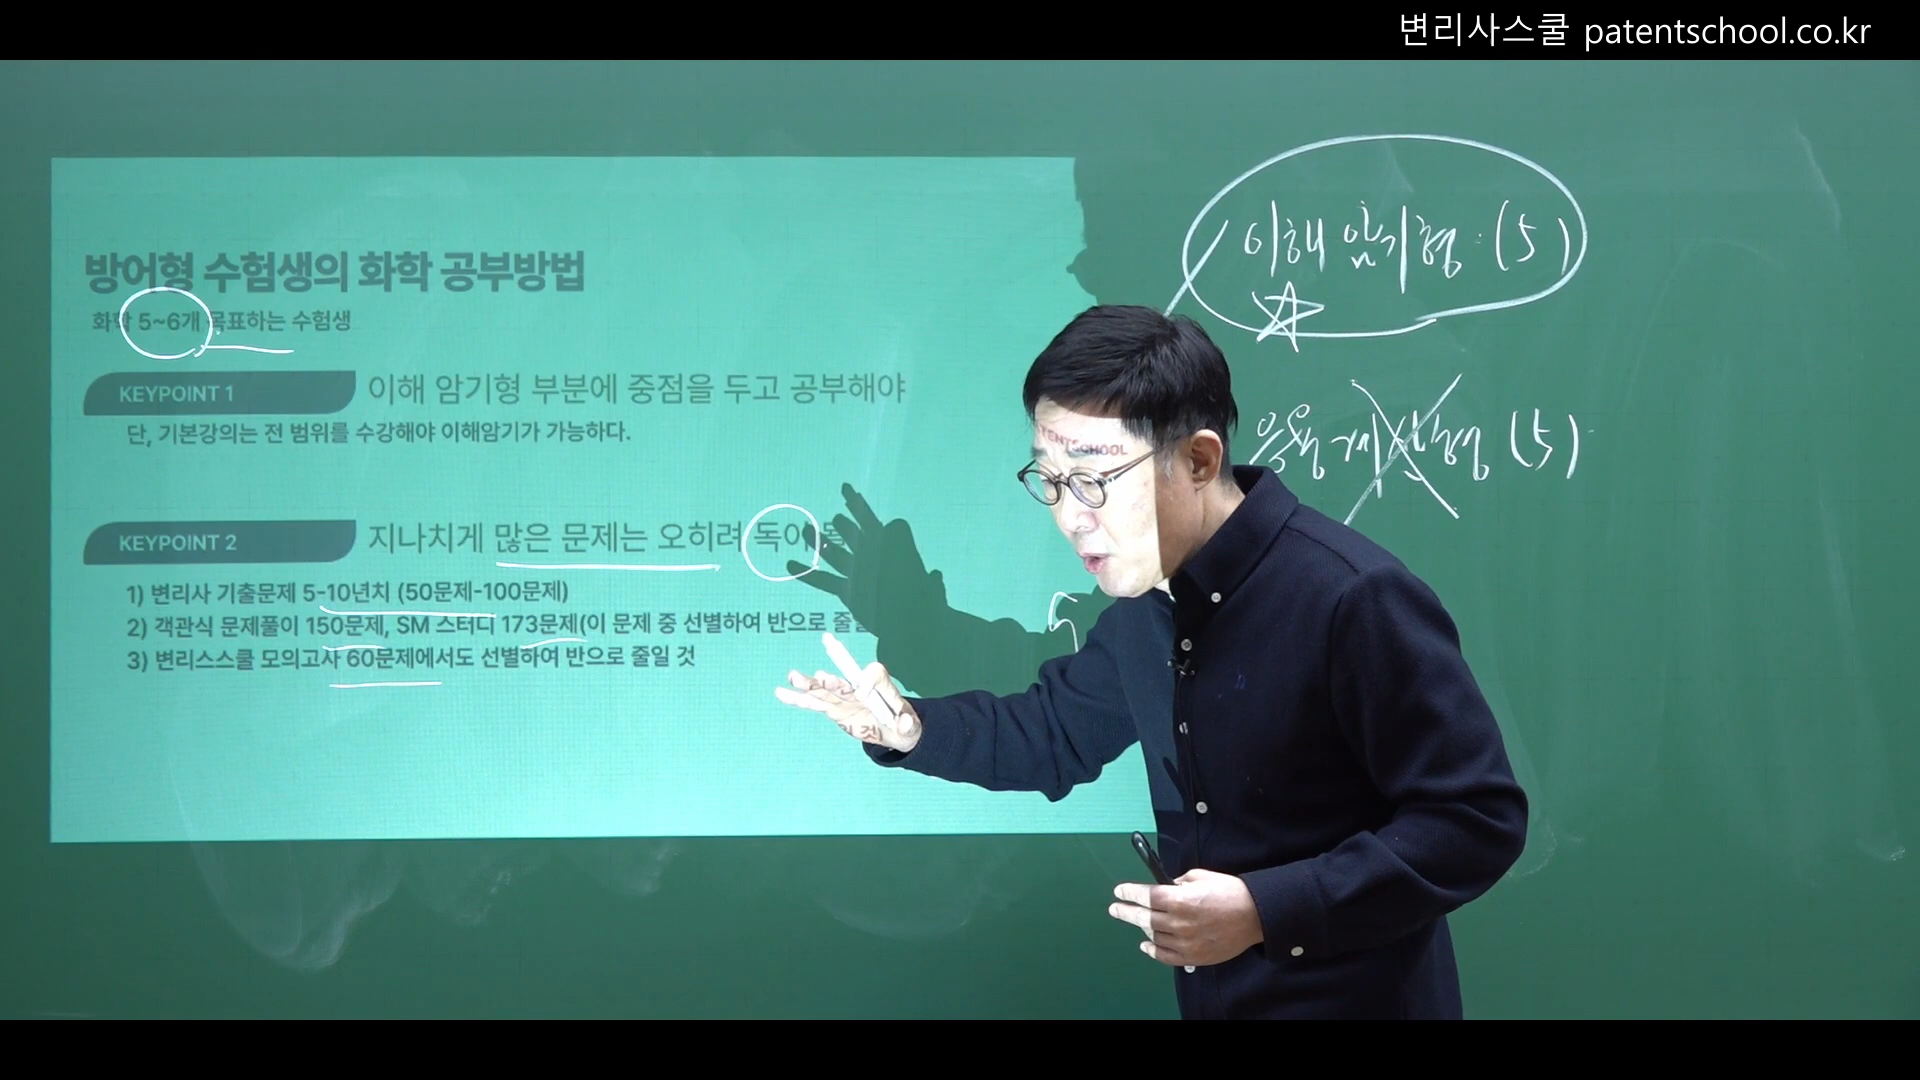 변리사스쿨 patentschool.co.kr
방어형 수험생의 화학 공부방법
화학 5~6개 목표하는 수험생
KEYPOINT 1 이해 암기형 부분에 중점을 두고 공부해야
단, 기본강의는 전 범위를 수강해야 이해암기가 가능하다.
KEYPOINT 2 지나치게 많은 문제는 오히려 독이
1) 변리사 기출문제 5-10년치 (50문제-100문제)
2) 객관식 문제풀이 150문제, SM 스터디 173문제(이 문제 중 선별하여 반으로 줄일
3) 변리스스쿨 모의고사 60문제에서도 선별하여 반으로 줄일 것
이해 암기형 (5)
응용 계산형 (5)
5